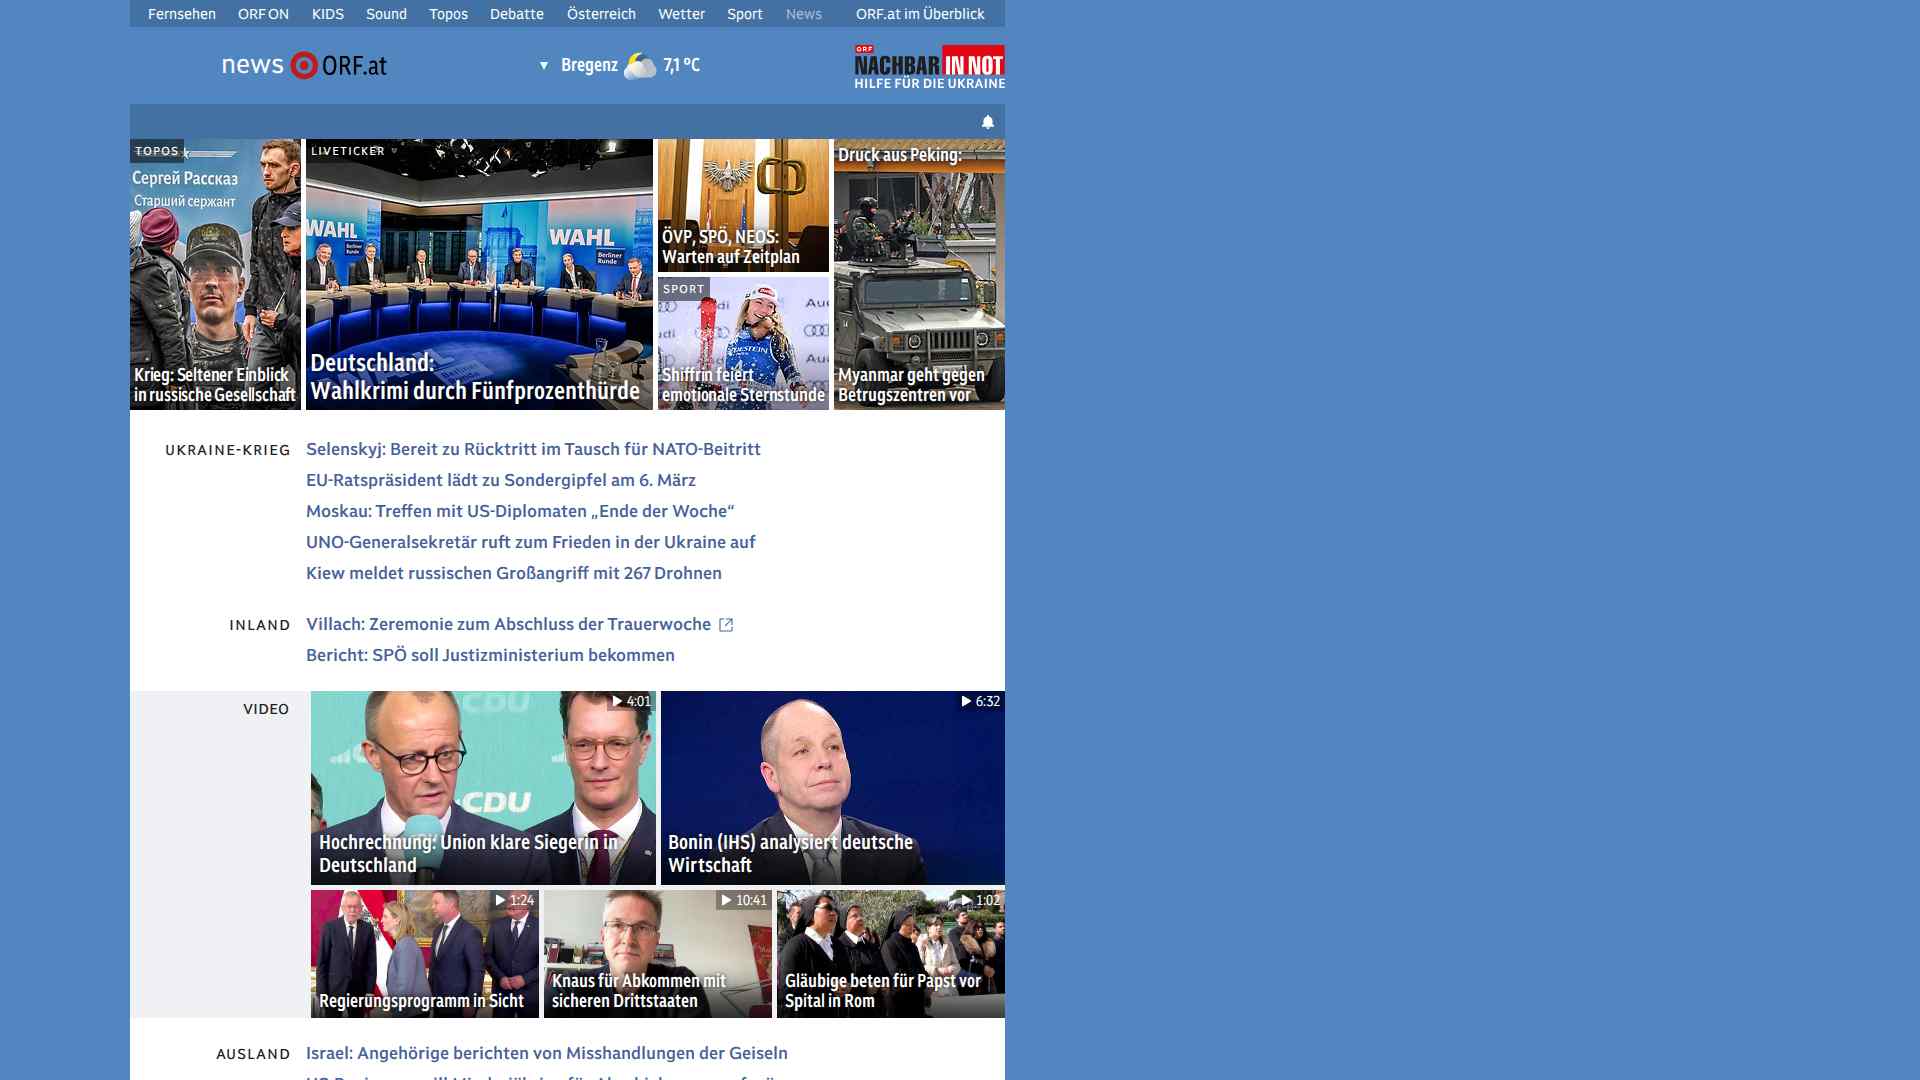 Fernsehen ORF ON KIDS Sound Topos Debatte Österreich Wetter Sport News ORF.at im Überblick
news ORF.at
▼ Bregenz 7,1 °C
ORF
NACHBAR IN NOT
HILFE FÜR DIE UKRAINE
TOPOS
Сергей Рассказ
Старший сержант
Krieg: Seltener Einblick
in russische Gesellschaft
LIVETICKER
WAHL
Berliner
Runde
WAHL
Berliner
Runde
Deutschland:
Wahlkrimi durch Fünfprozenthürde
ÖVP, SPÖ, NEOS:
Warten auf Zeitplan
SPORT
Audi
Shiffrin feiert
emotionale Sternstunde
Druck aus Peking:
Myanmar geht gegen
Betrugszentren vor
UKRAINE-KRIEG
Selenskyj: Bereit zu Rücktritt im Tausch für NATO-Beitritt
EU-Ratspräsident lädt zu Sondergipfel am 6. März
Moskau: Treffen mit US-Diplomaten „Ende der Woche“
UNO-Generalsekretär ruft zum Frieden in der Ukraine auf
Kiew meldet russischen Großangriff mit 267 Drohnen
INLAND
Villach: Zeremonie zum Abschluss der Trauerwoche
Bericht: SPÖ soll Justizministerium bekommen
VIDEO
4:01
CDU
CDU
Hochrechnung: Union klare Siegerin in
Deutschland
6:32
Bonin (IHS) analysiert deutsche
Wirtschaft
1:24
Regierungsprogramm in Sicht
10:41
Knaus für Abkommen mit
sicheren Drittstaaten
1:02
Gläubige beten für Papst vor
Spital in Rom
AUSLAND
Israel: Angehörige berichten von Misshandlungen der Geiseln